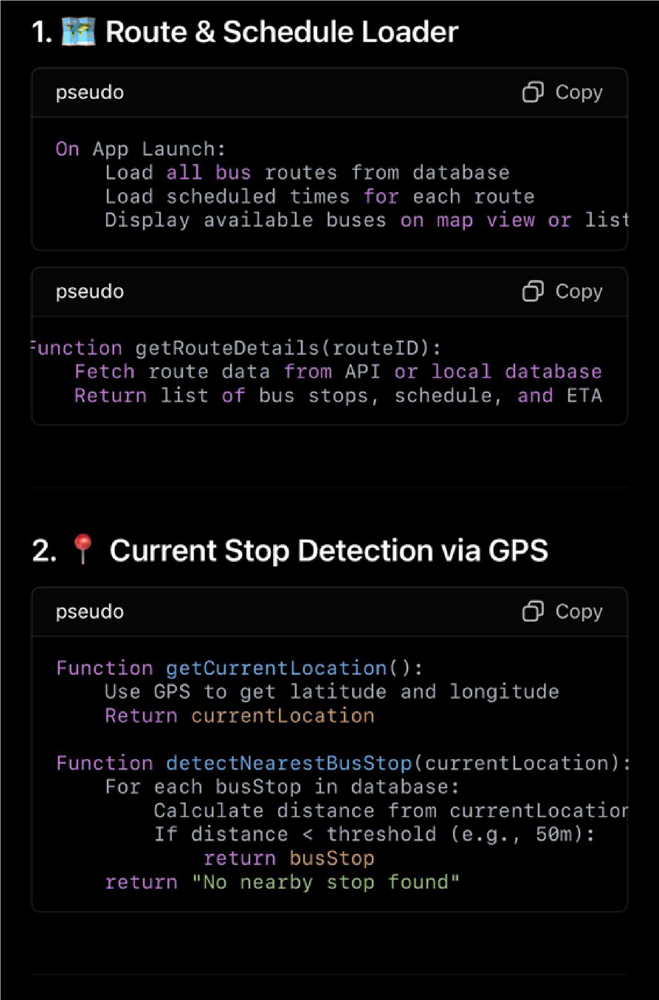 1. 🗺️ Route & Schedule Loader
pseudo
Copy
On App Launch:
Load all bus routes from database
Load scheduled times for each route
Display available buses on map view or list
pseudo
Copy
Function getRouteDetails(routeID):
Fetch route data from API or local database
Return list of bus stops, schedule, and ETA
2. 📍 Current Stop Detection via GPS
pseudo
Copy
Function getCurrentLocation():
Use GPS to get latitude and longitude
Return currentLocation
Function detectNearestBusStop(currentLocation):
For each busStop in database:
Calculate distance from currentLocation
If distance < threshold (e.g., 50m):
return busStop
return "No nearby stop found"